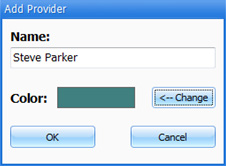 Add Provider
Name:
Steve Parker
Color:
<-- Change
OK
Cancel